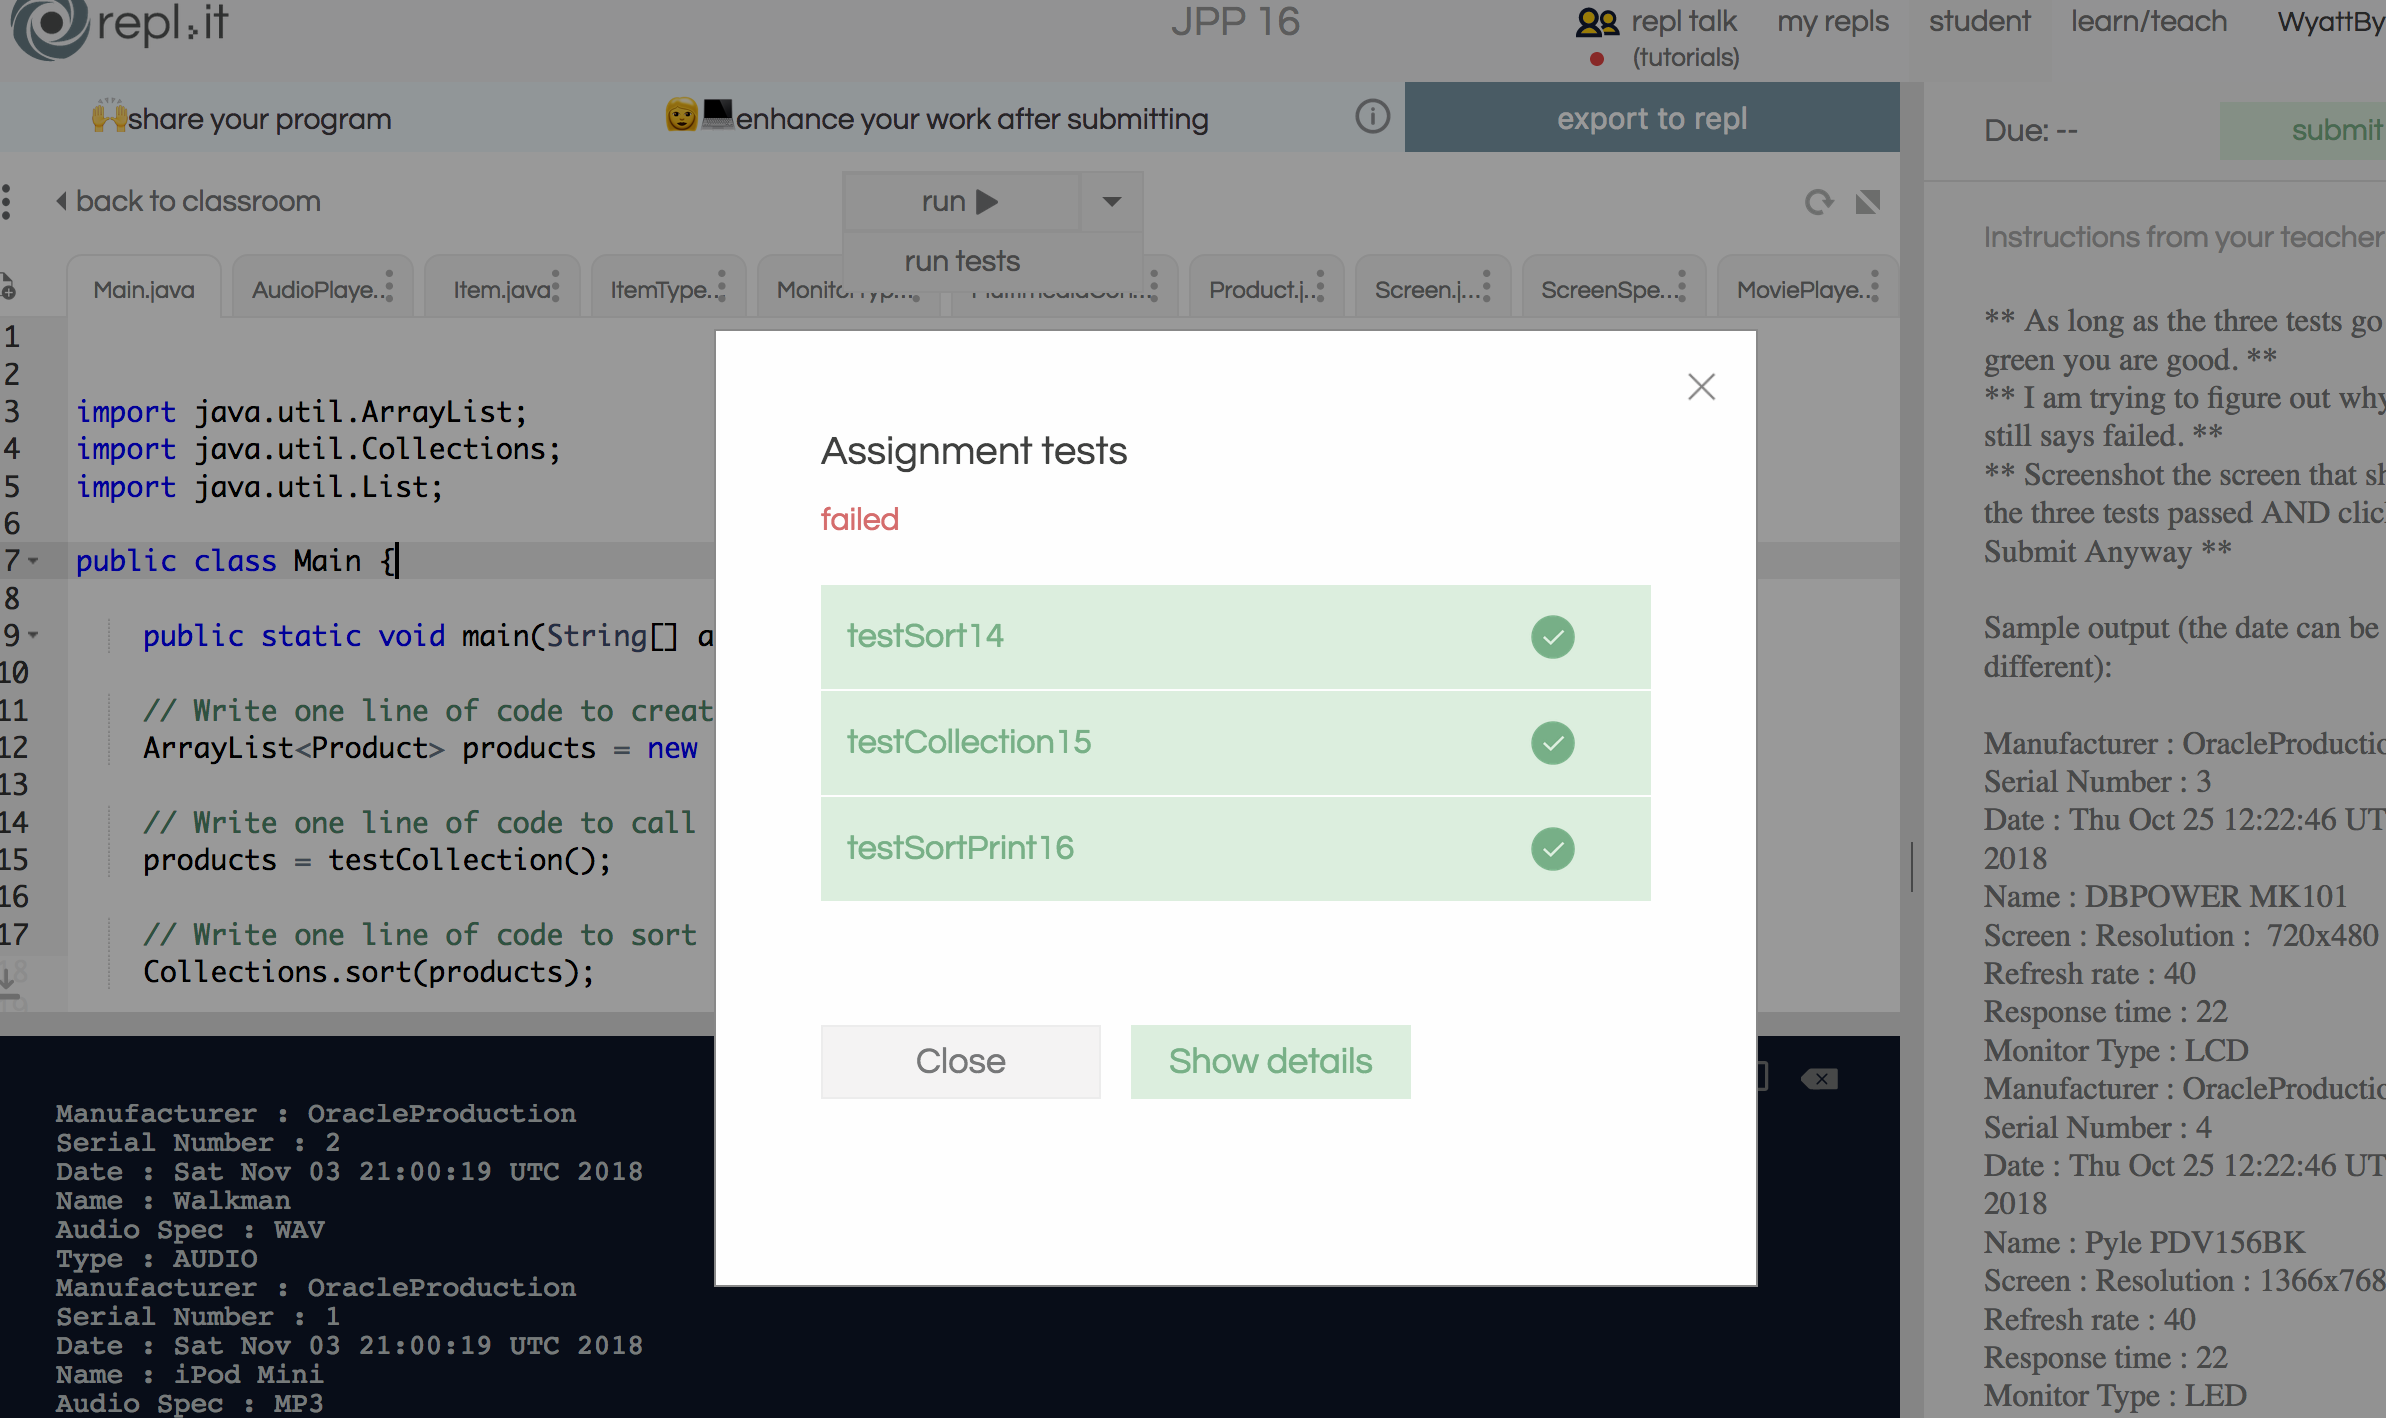 repl.it
JPP 16
repl talk
(tutorials)
my repls
student
learn/teach
WyattBy
share your program
enhance your work after submitting
export to repl
Due: --
submit
back to classroom
run
run tests
Main.java
AudioPlaye...
Item.java
ItemType...
Product.j...
Screen.j...
ScreenSpe...
MoviePlaye...
1
2
3 import java.util.ArrayList;
4 import java.util.Collections;
5 import java.util.List;
6
7 public class Main {
8
9 public static void main(String[] a
10
11 // Write one line of code to creat
12 ArrayList<Product> products = new
13
14 // Write one line of code to call
15 products = testCollection();
16
17 // Write one line of code to sort
18 Collections.sort(products);
19
Assignment tests
failed
testSort14
testCollection15
testSortPrint16
Close
Show details
Manufacturer : OracleProduction
Serial Number : 2
Date : Sat Nov 03 21:00:19 UTC 2018
Name : Walkman
Audio Spec : WAV
Type : AUDIO
Manufacturer : OracleProduction
Serial Number : 1
Date : Sat Nov 03 21:00:19 UTC 2018
Name : iPod Mini
Audio Spec : MP3
Instructions from your teacher
** As long as the three tests go
green you are good. **
** I am trying to figure out why
still says failed. **
** Screenshot the screen that sh
the three tests passed AND clic
Submit Anyway **
Sample output (the date can be
different):
Manufacturer : OracleProductio
Serial Number : 3
Date : Thu Oct 25 12:22:46 UT
2018
Name : DBPOWER MK101
Screen : Resolution :  720x480
Refresh rate : 40
Response time : 22
Monitor Type : LCD
Manufacturer : OracleProductio
Serial Number : 4
Date : Thu Oct 25 12:22:46 UT
2018
Name : Pyle PDV156BK
Screen : Resolution : 1366x768
Refresh rate : 40
Response time : 22
Monitor Type : LED